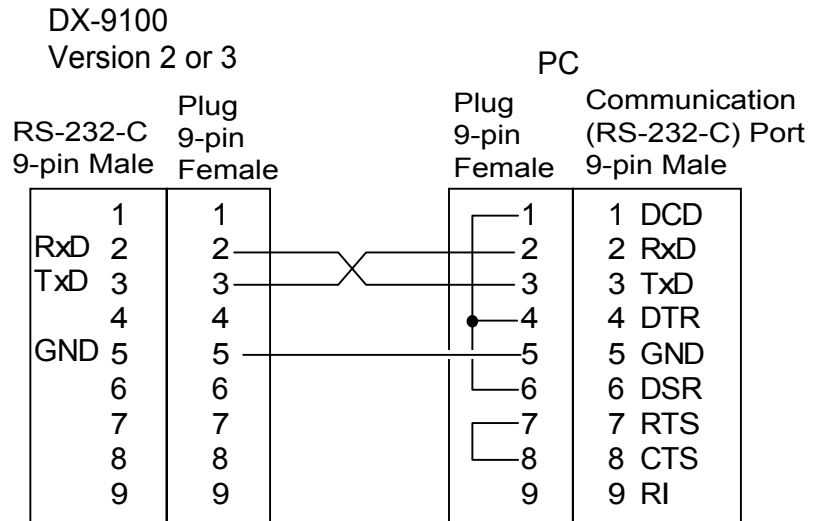 DX-9100
Version 2 or 3
PC
RS-232-C
9-pin Male
Plug
9-pin
Female
Plug
9-pin
Female
Communication
(RS-232-C) Port
9-pin Male
1 1 1 1 DCD
RxD 2 2 2 2 RxD
TxD 3 3 3 3 TxD
4 4 4 4 DTR
GND 5 5 5 5 GND
6 6 6 6 DSR
7 7 7 7 RTS
8 8 8 8 CTS
9 9 9 9 RI